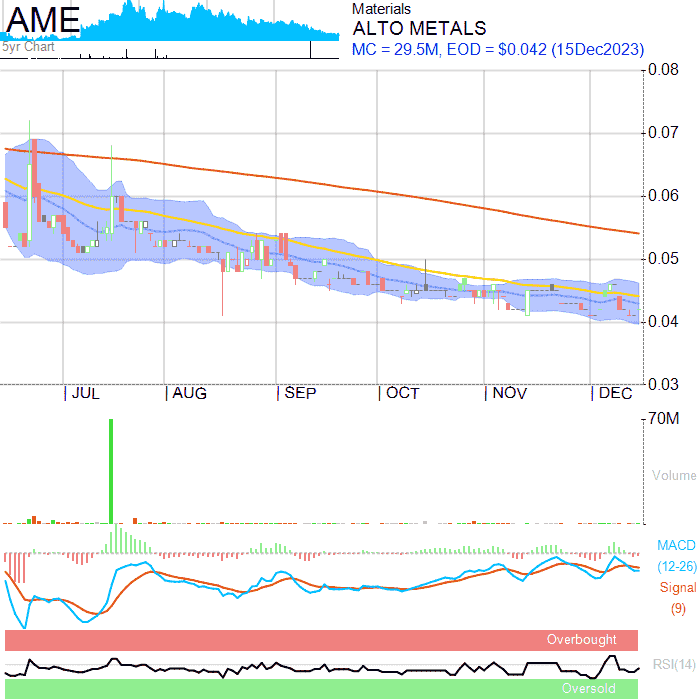 AME
5yr Chart
Materials
ALTO METALS
MC = 29.5M, EOD = $0.042 (15Dec2023)
0.08
0.07
0.06
0.05
0.04
0.03
JUL AUG SEP OCT NOV DEC
70M
Volume
MACD
(12-26)
Signal
(9)
Overbought
RSI(14)
Oversold